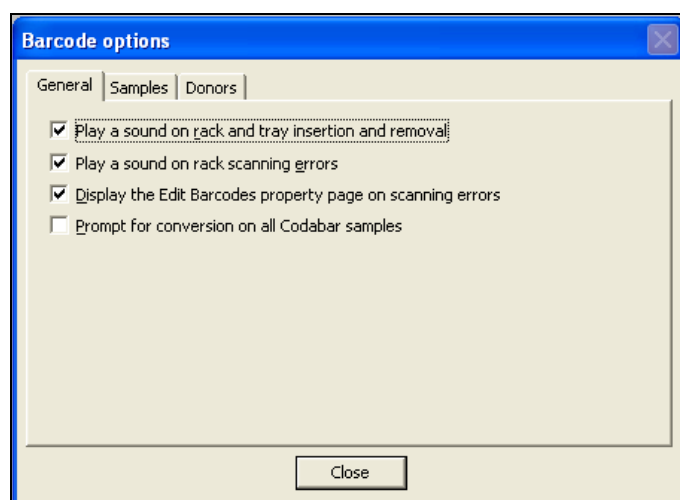 Barcode options
General Samples Donors
Play a sound on rack and tray insertion and removal
Play a sound on rack scanning errors
Display the Edit Barcodes property page on scanning errors
Prompt for conversion on all Codabar samples
Close